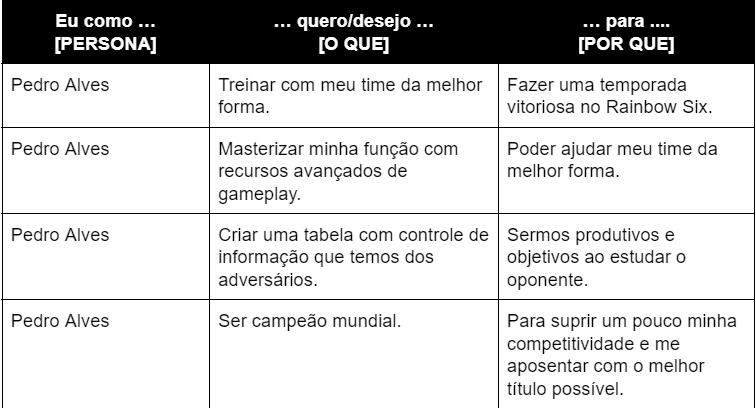 Eu como … … quero/desejo … … para ....
[PERSONA] [O QUE] [POR QUE]
Pedro Alves Treinar com meu time da melhor Fazer uma temporada
forma. vitoriosa no Rainbow Six.
Pedro Alves Masterizar minha função com Poder ajudar meu time da
recursos avançados de melhor forma.
gameplay.
Pedro Alves Criar uma tabela com controle de Sermos produtivos e
informação que temos dos objetivos ao estudar o
adversários. oponente.
Pedro Alves Ser campeão mundial. Para suprir um pouco minha
competitividade e me
aposentar com o melhor
título possível.